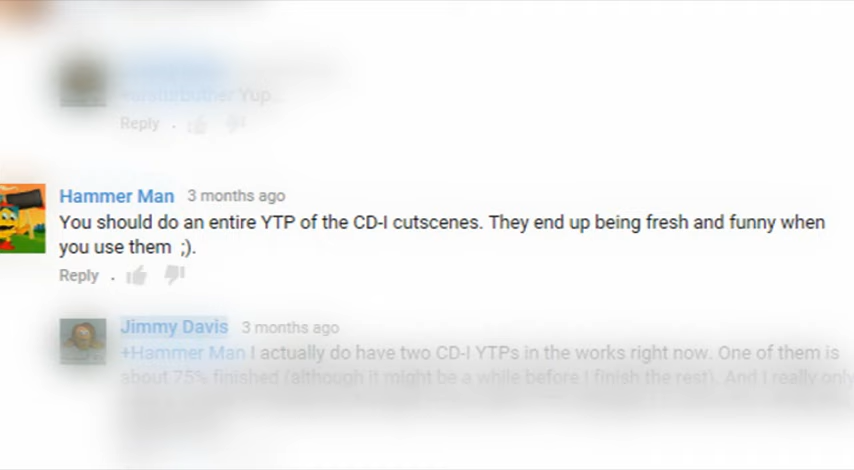 Yup
Reply .
Hammer Man 3 months ago
You should do an entire YTP of the CD-I cutscenes. They end up being fresh and funny when
you use them ;).
Reply .
Jimmy Davis 3 months ago
+Hammer Man I actually do have two CD-I YTPs in the works right now. One of them is
about 75% finished (although it might be a while before I finish the rest). And I really only